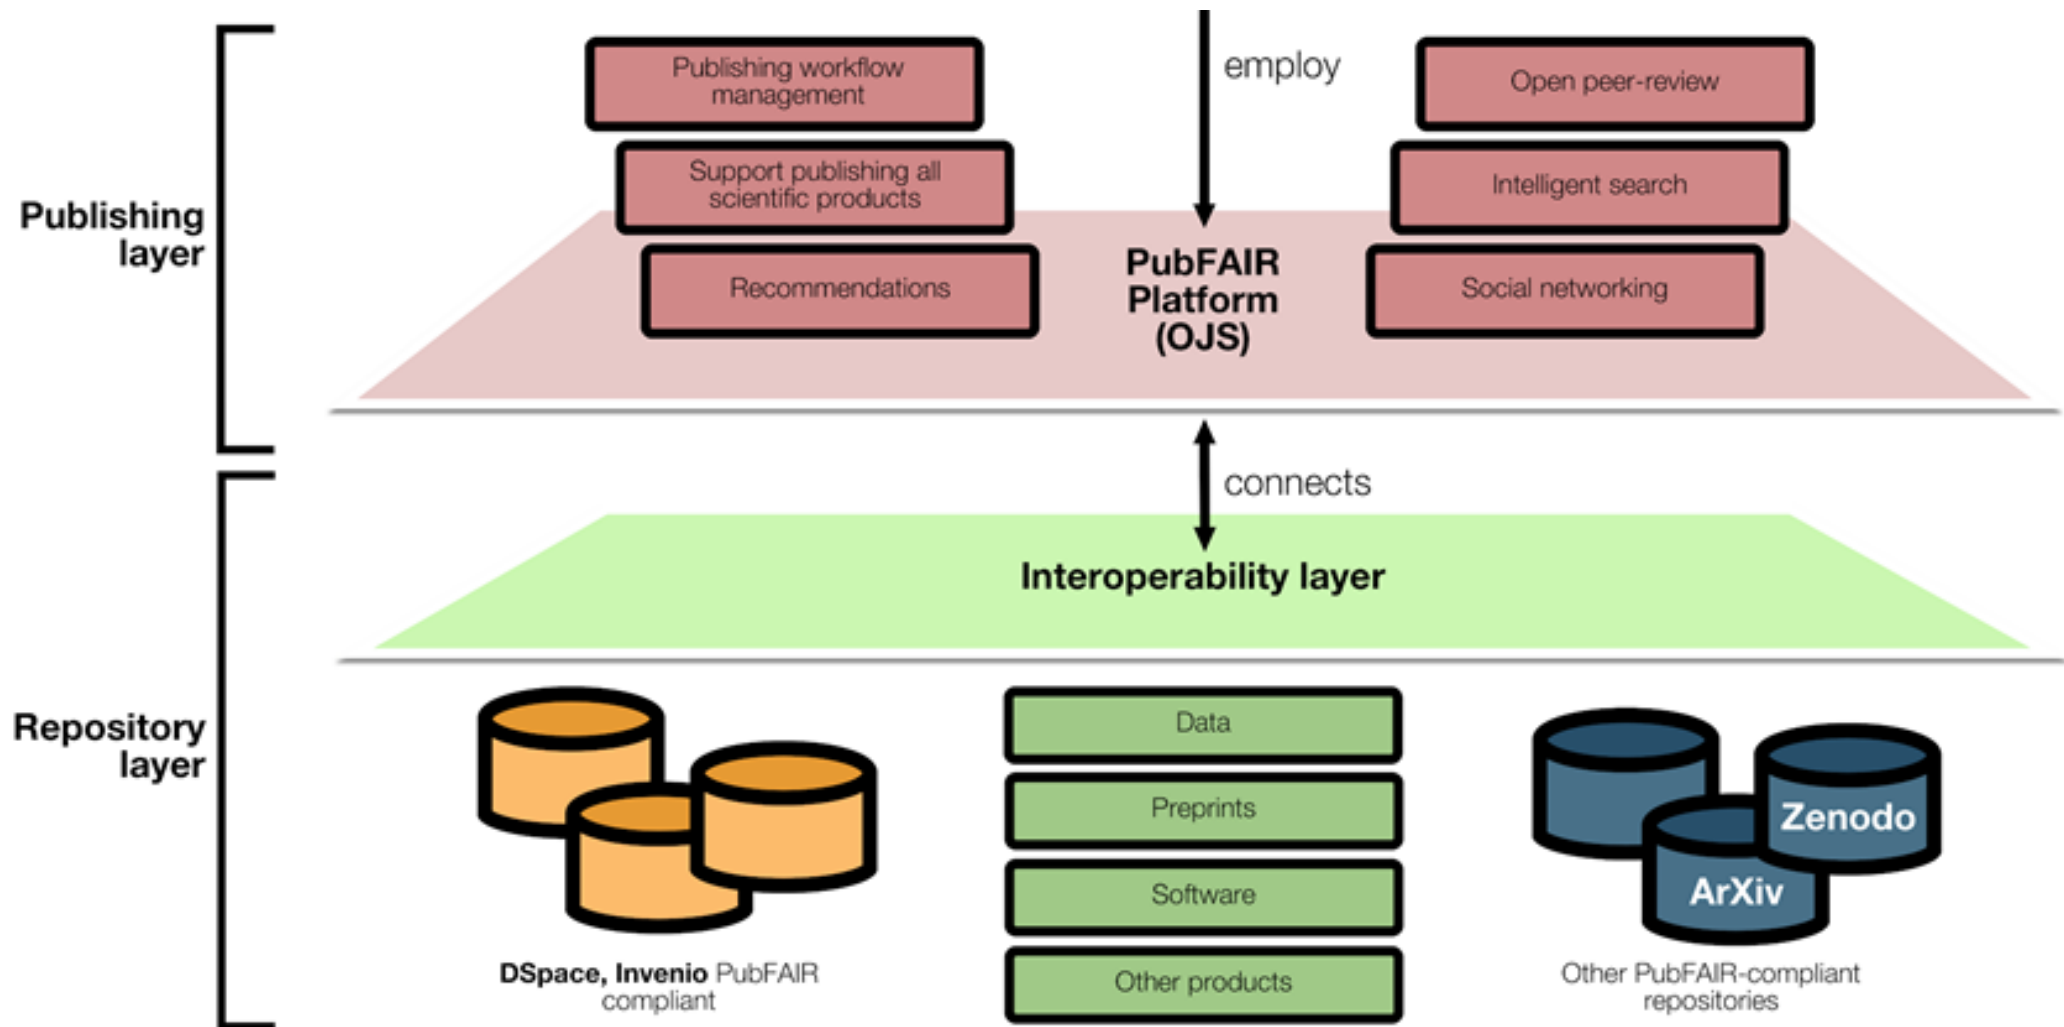 Publishing workflow
management
employ
Open peer-review
Support publishing all
scientific products
Intelligent search
Publishing
layer
Recommendations
PubFAIR
Platform
(OJS)
Social networking
connects
Interoperability layer
Repository
layer
Data
Preprints
Software
Other products
Zenodo
ArXiv
DSpace, Invenio PubFAIR
compliant
Other PubFAIR-compliant
repositories